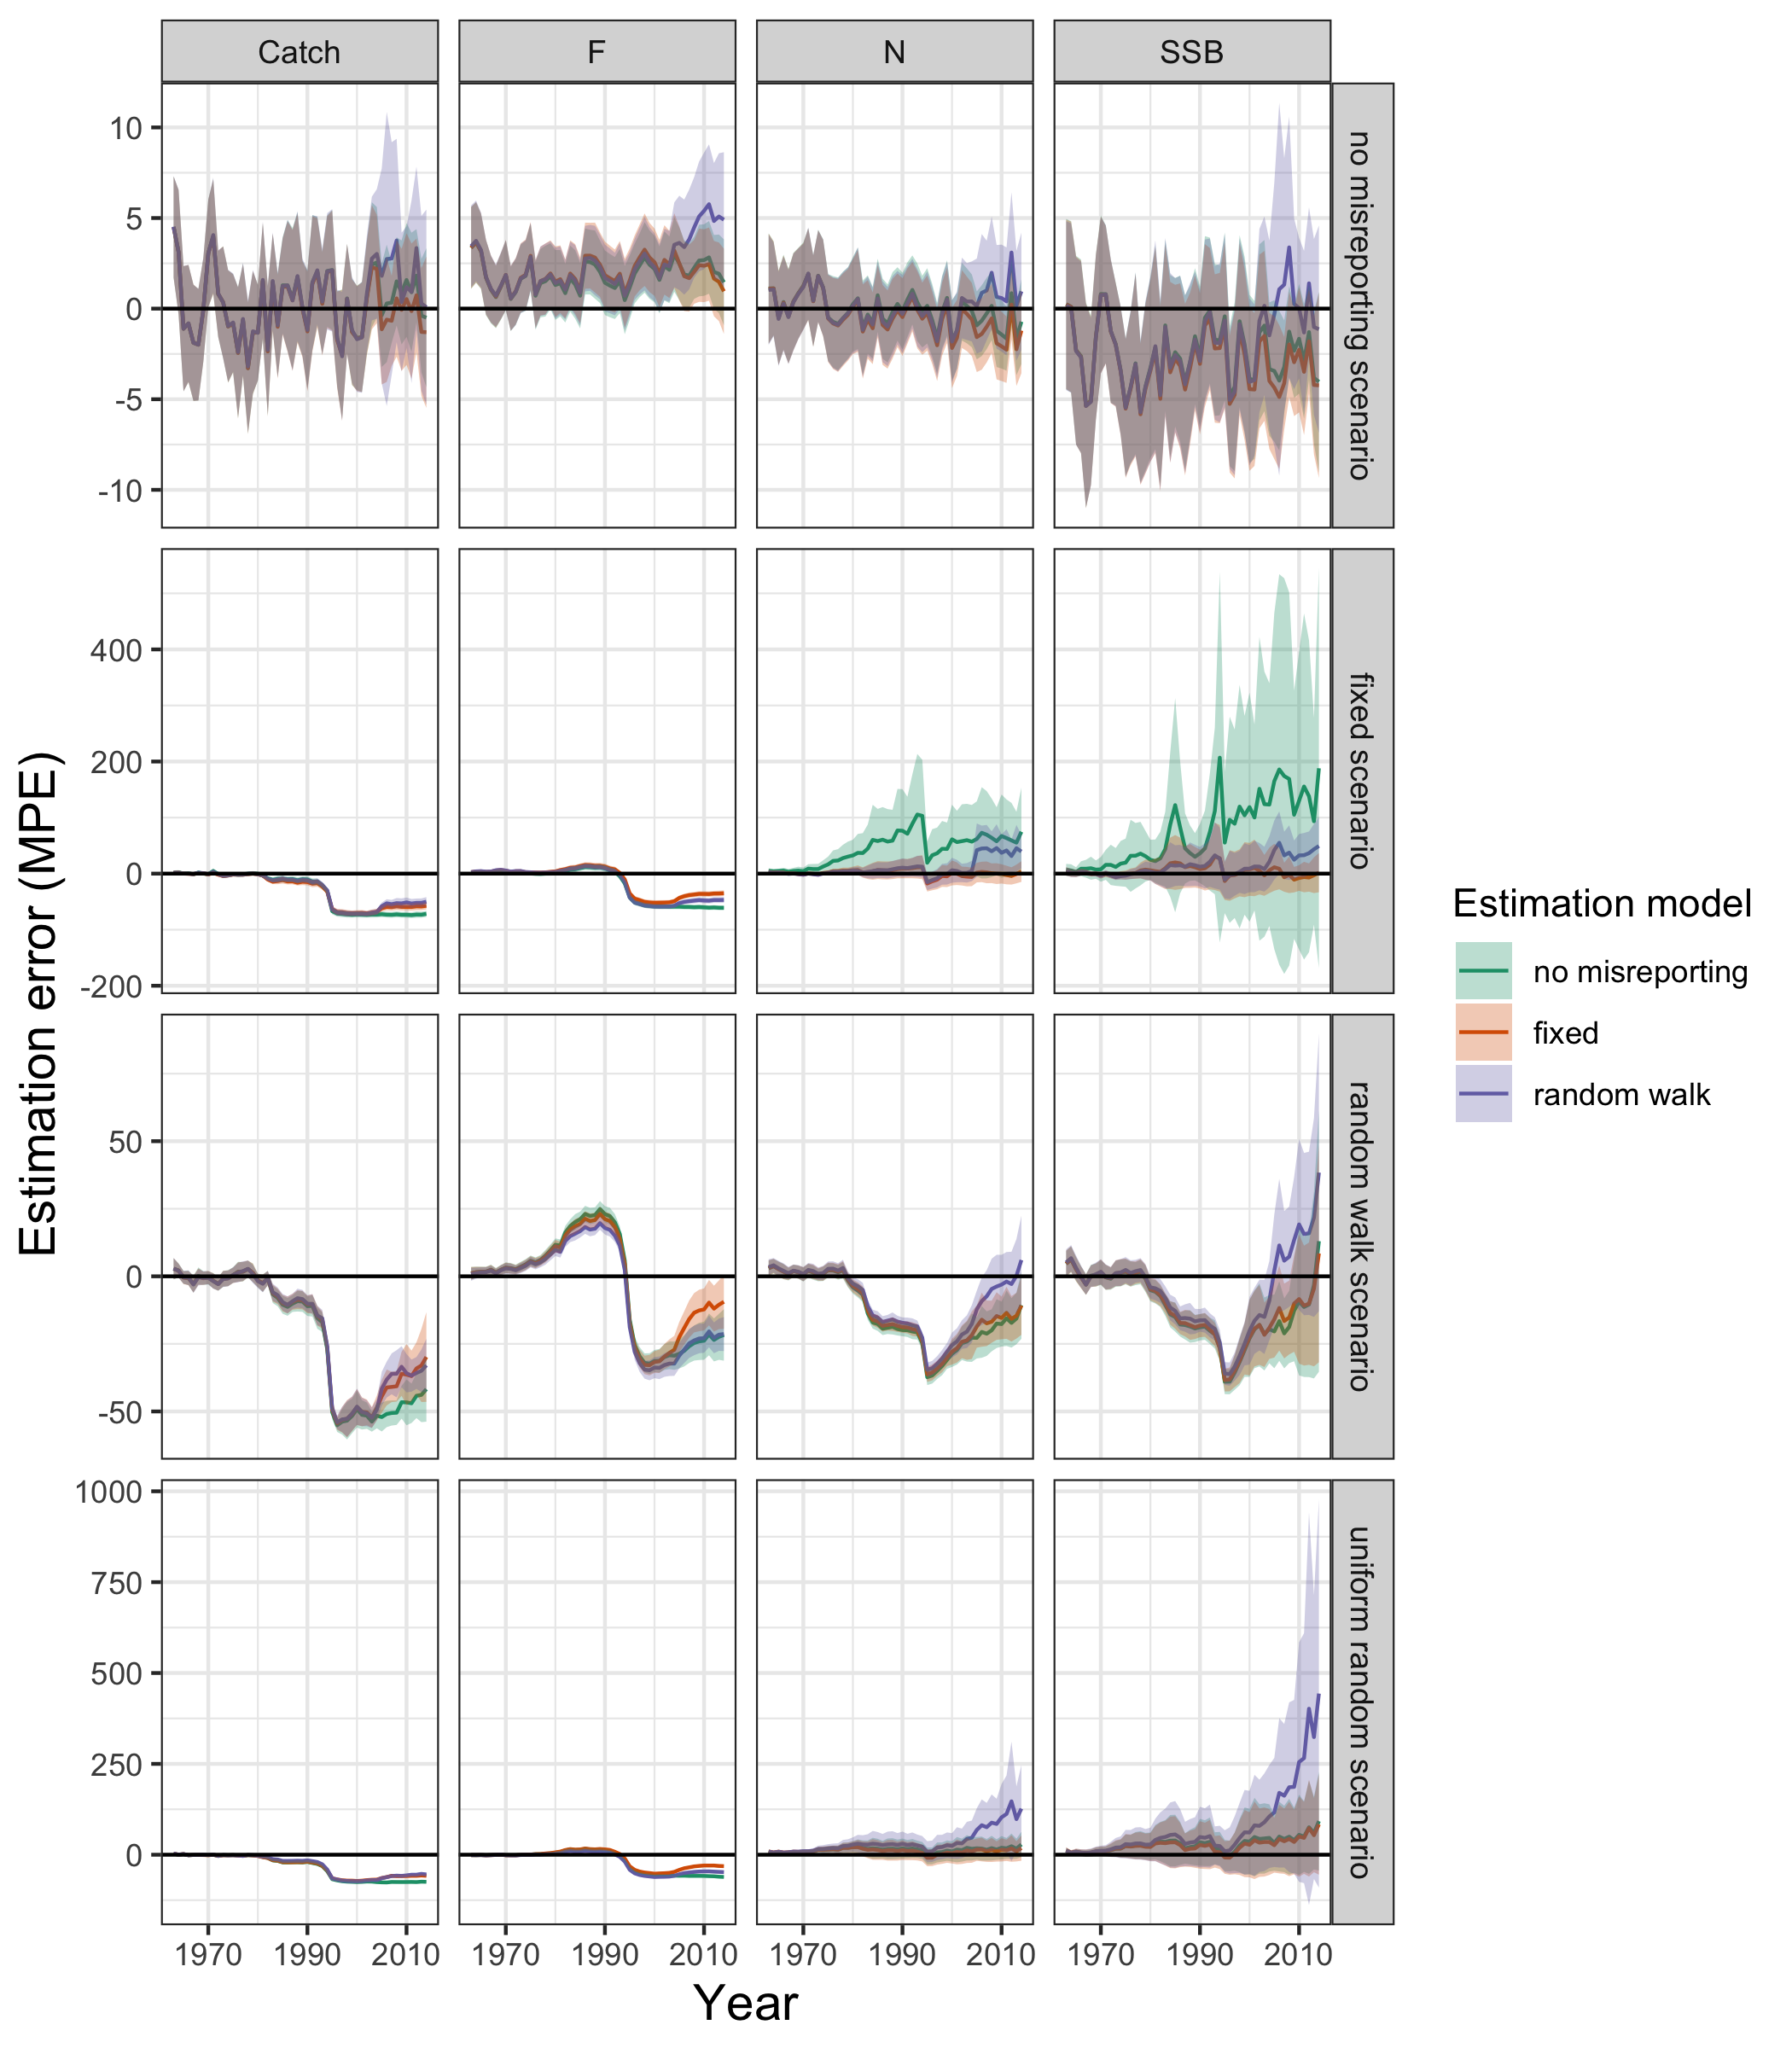 Catch F N SSB
10
5
0
-5
-10
no misreporting scenario
400
200
0
-200
fixed scenario
50
0
-50
random walk scenario
1000
750
500
250
0
uniform random scenario
1970 1990 2010 1970 1990 2010 1970 1990 2010 1970 1990 2010
Year
Estimation error (MPE)
Estimation model
no misreporting
fixed
random walk